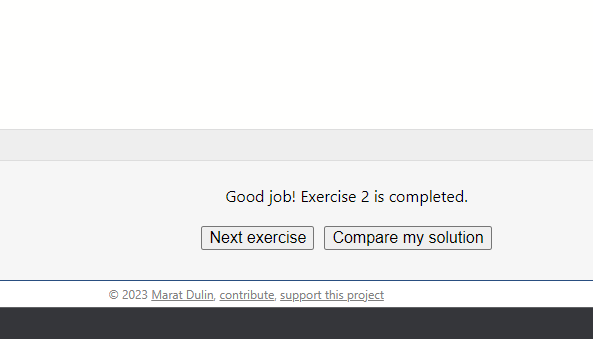 Good job! Exercise 2 is completed.
Next exercise Compare my solution
© 2023 Marat Dulin, contribute, support this project